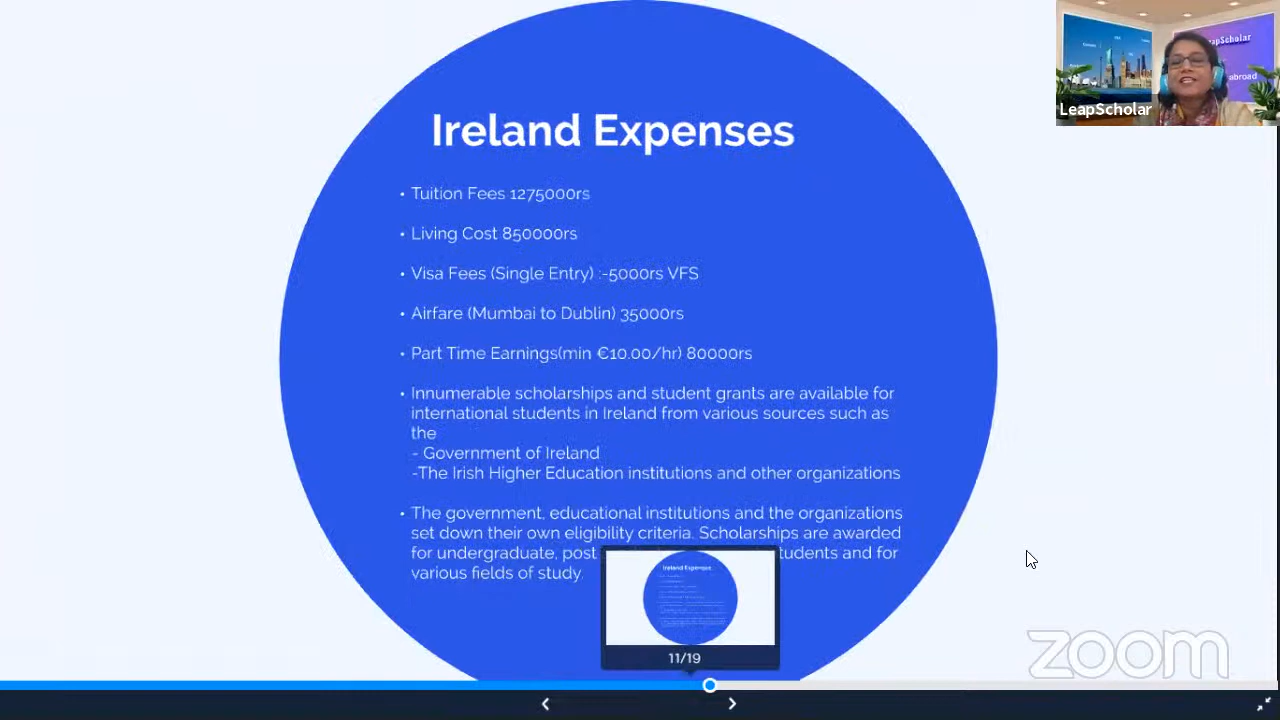 LeapScholar
abroad
LeapScholar
Ireland Expenses
• Tuition Fees 1275000rs
• Living Cost 850000rs
• Visa Fees (Single Entry) :-5000rs VFS
• Airfare (Mumbai to Dublin) 35000rs
• Part Time Earnings(min €10.00/hr) 80000rs
• Innumerable scholarships and student grants are available for
international students in Ireland from various sources such as
the
- Government of Ireland
-The Irish Higher Education institutions and other organizations
• The government, educational institutions and the organizations
set down their own eligibility criteria. Scholarships are awarded
for undergraduate, post tudents and for
various fields of study.
Ireland Expenses
11/19
zoom